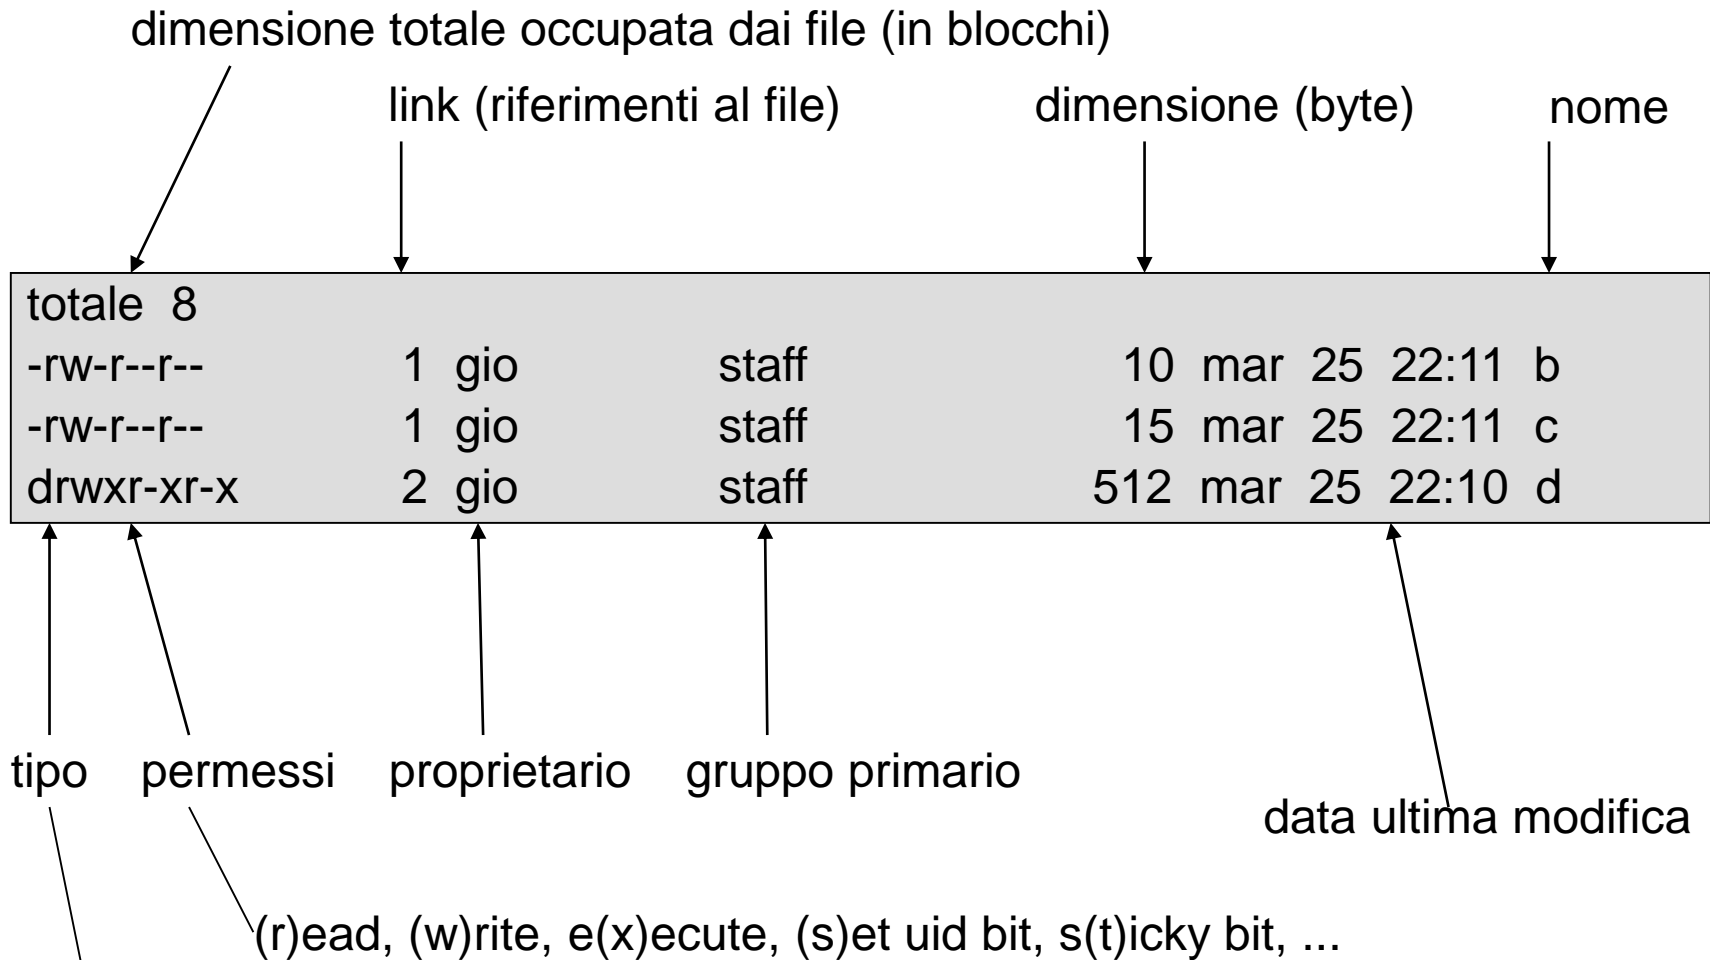 dimensione totale occupata dai file (in blocchi)
link (riferimenti al file) dimensione (byte) nome
totale 8
-rw-r--r-- 1 gio staff 10 mar 25 22:11 b
-rw-r--r-- 1 gio staff 15 mar 25 22:11 c
drwxr-xr-x 2 gio staff 512 mar 25 22:10 d
tipo permessi proprietario gruppo primario
data ultima modifica
(r)ead, (w)rite, e(x)ecute, (s)et uid bit, s(t)icky bit, ...